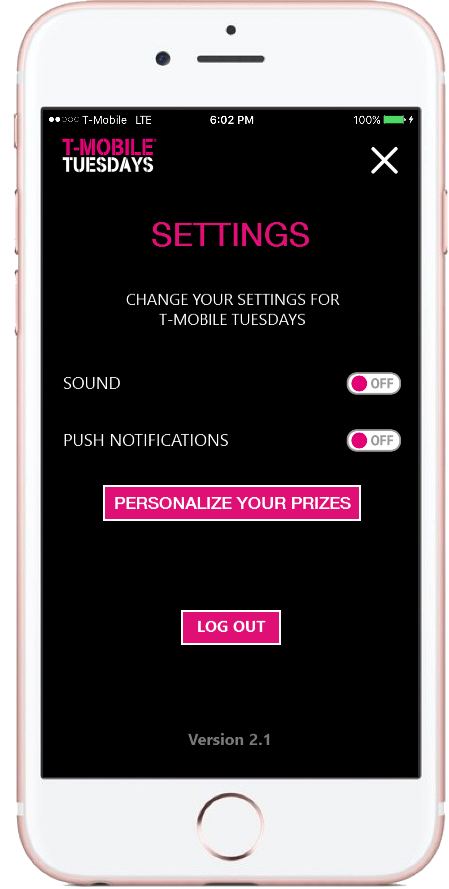 T-Mobile LTE 6:02 PM 100%
T-MOBILE
TUESDAYS
SETTINGS
CHANGE YOUR SETTINGS FOR
T-MOBILE TUESDAYS
SOUND OFF
PUSH NOTIFICATIONS OFF
PERSONALIZE YOUR PRIZES
LOG OUT
Version 2.1